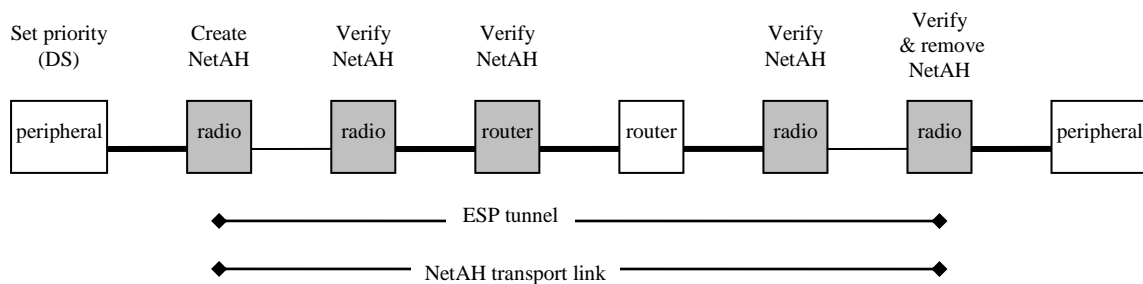 Set priority
(DS)
Create
NetAH
Verify
NetAH
Verify
NetAH
Verify
NetAH
Verify
& remove
NetAH
peripheral
radio
radio
router
router
radio
radio
peripheral
ESP tunnel
NetAH transport link